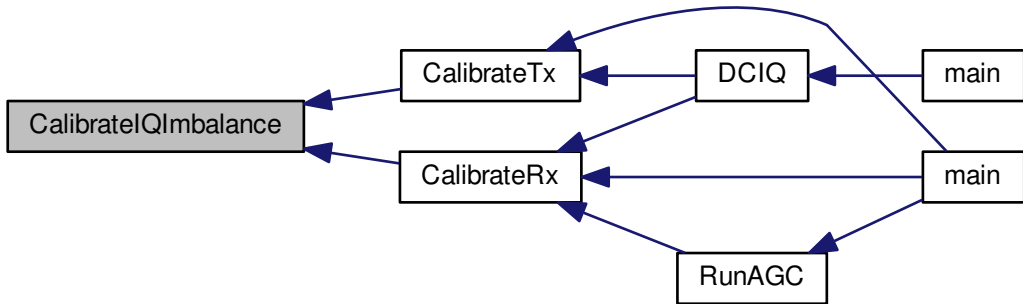 CalibrateIQImbalance
CalibrateTx
CalibrateRx
DCIQ
RunAGC
main
main